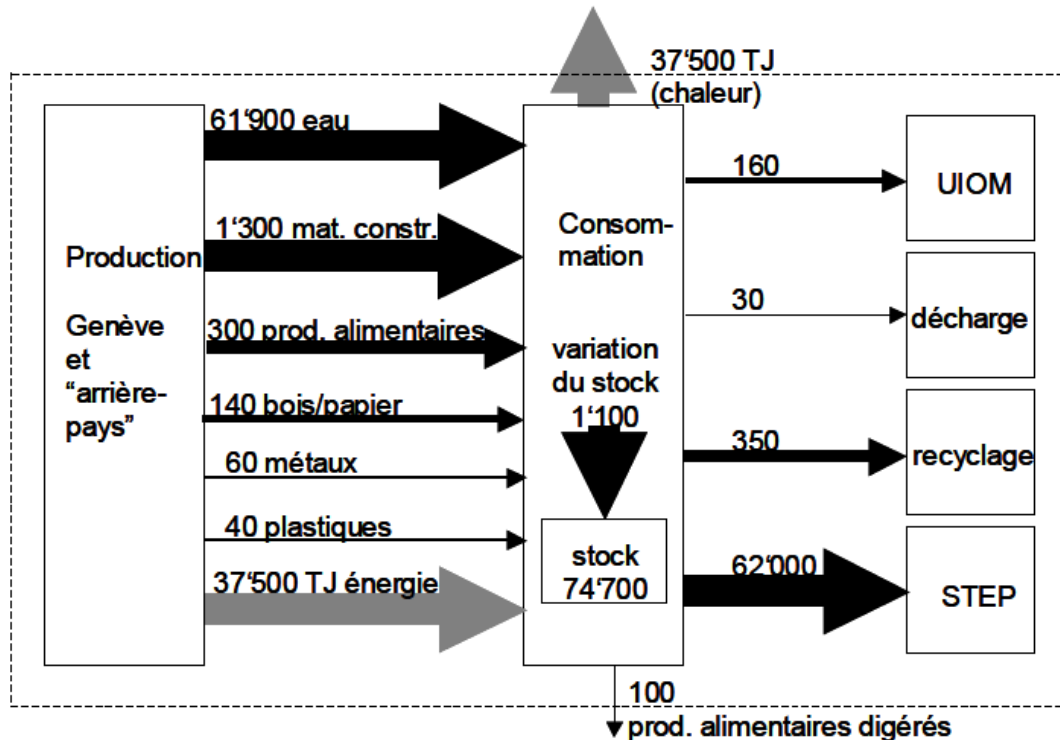 37‘500 TJ
(chaleur)
61‘900 eau
1‘300 mat. constr.
Production
Genève
et
“arrière-
pays”
300 prod. alimentaires
140 bois/papier
60 métaux
40 plastiques
37‘500 TJ énergie
Consom-
mation
variation
du stock
1‘100
stock
74‘700
160
UIOM
30
décharge
350
recyclage
62‘000
STEP
100
prod. alimentaires digérés